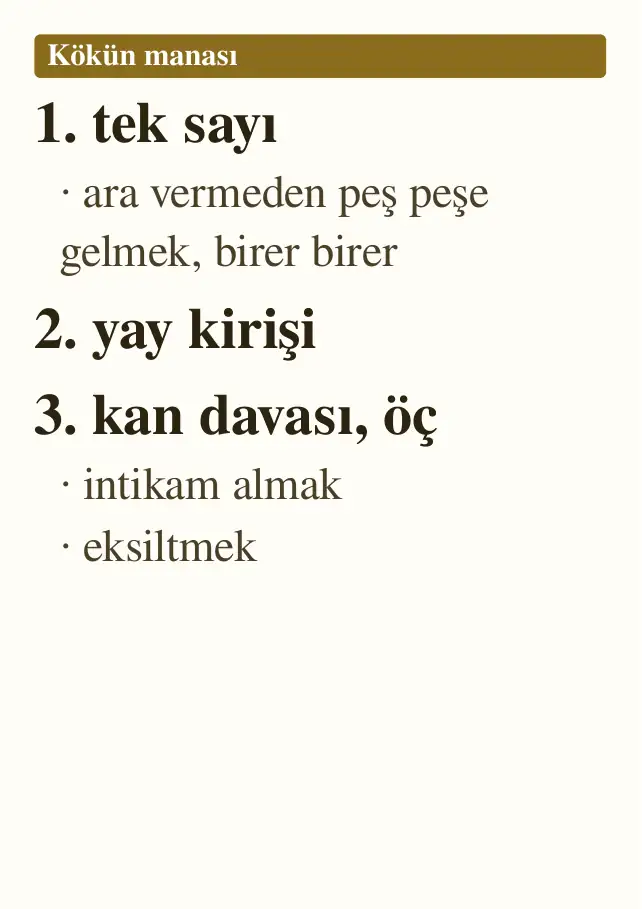 Kökün manası
1. tek sayı
· ara vermeden peş peşe
gelmek, birer birer
2. yay kirişi
3. kan davası, öç
· intikam almak
· eksiltmek